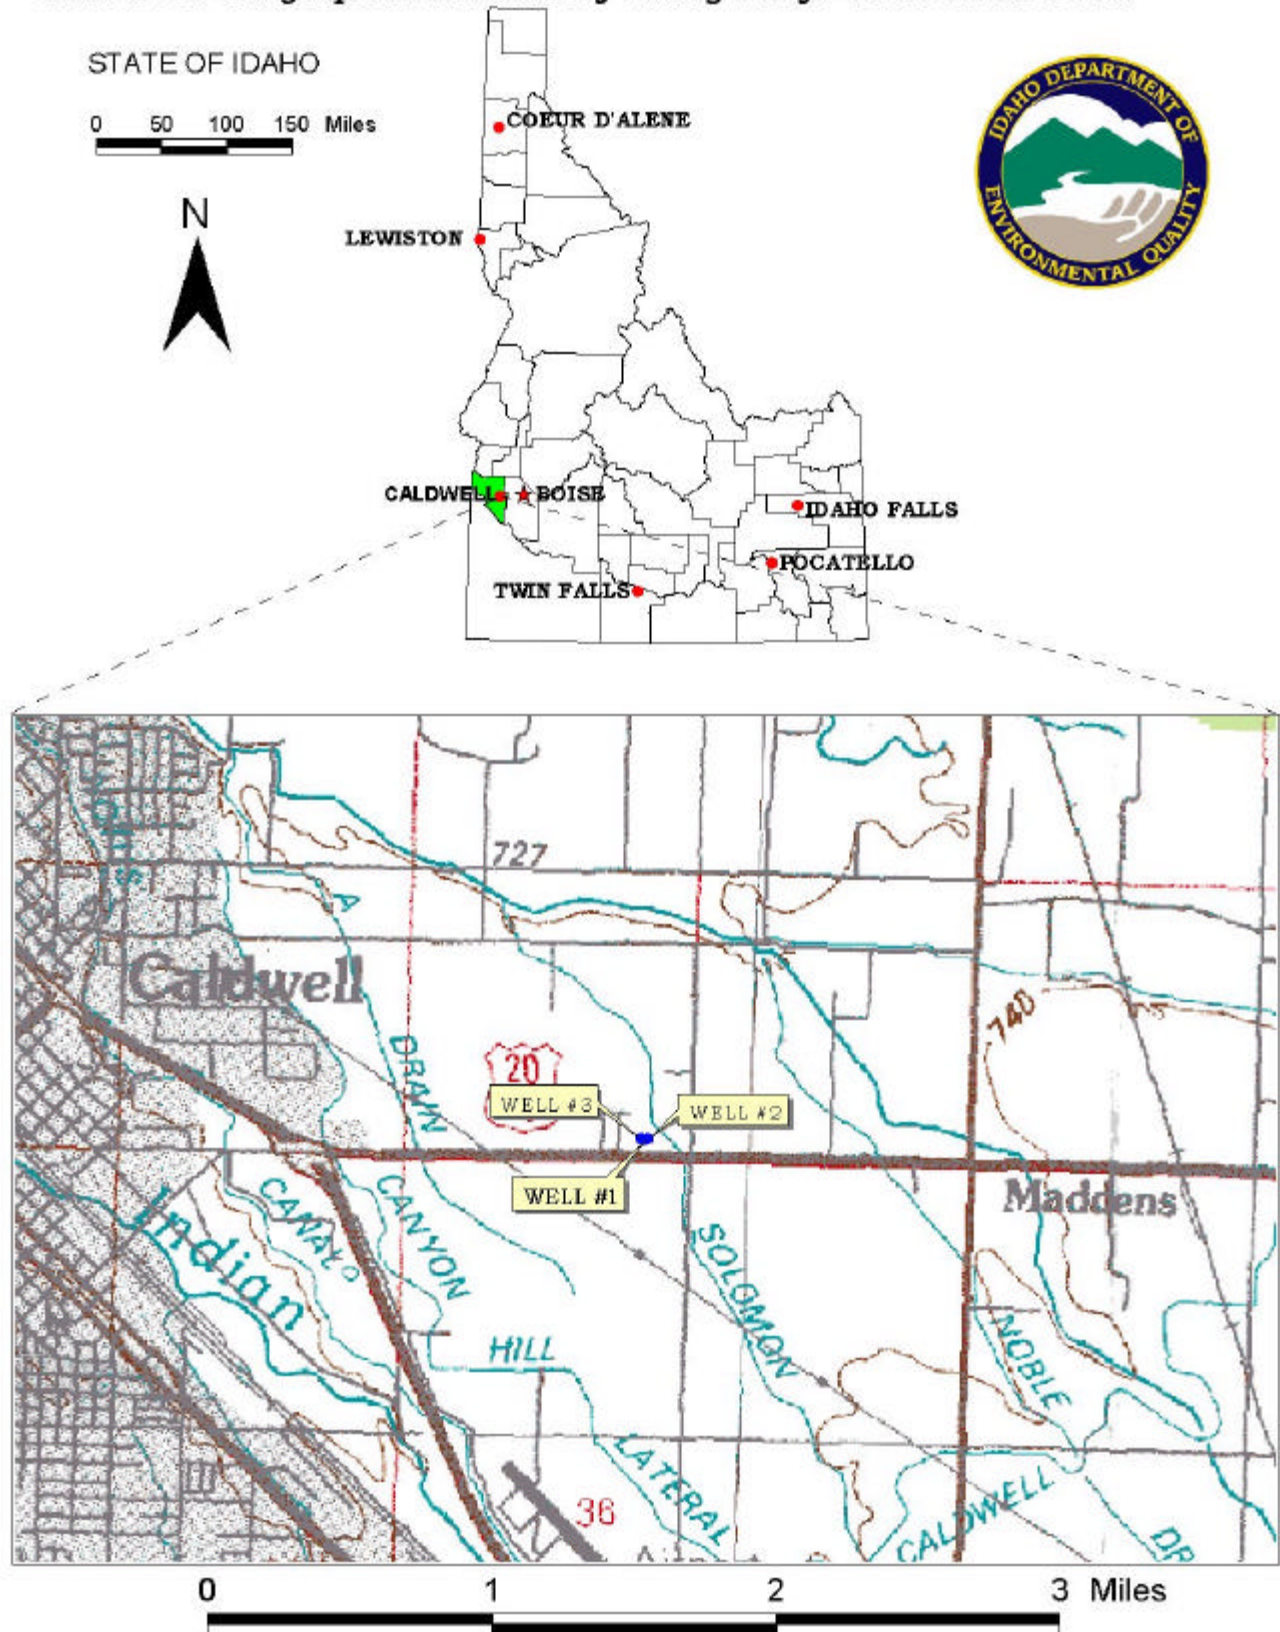 STATE OF IDAHO
0 50 100 150 Miles
N
COEUR D'ALENE
LEWISTON
CALDWELL
BOISE
IDAHO FALLS
POCATELLO
TWIN FALLS
IDAHO DEPARTMENT OF
ENVIRONMENTAL QUALITY
727
A
Caldwell
DRAIN
740
20
WELL #3
WELL #2
WELL #1
Maddens
Indian
CANAL
CANYON
HILL
LATERAL
SOLOMON
NOBLE
CALDWELL
DR
36
0 1 2 3 Miles